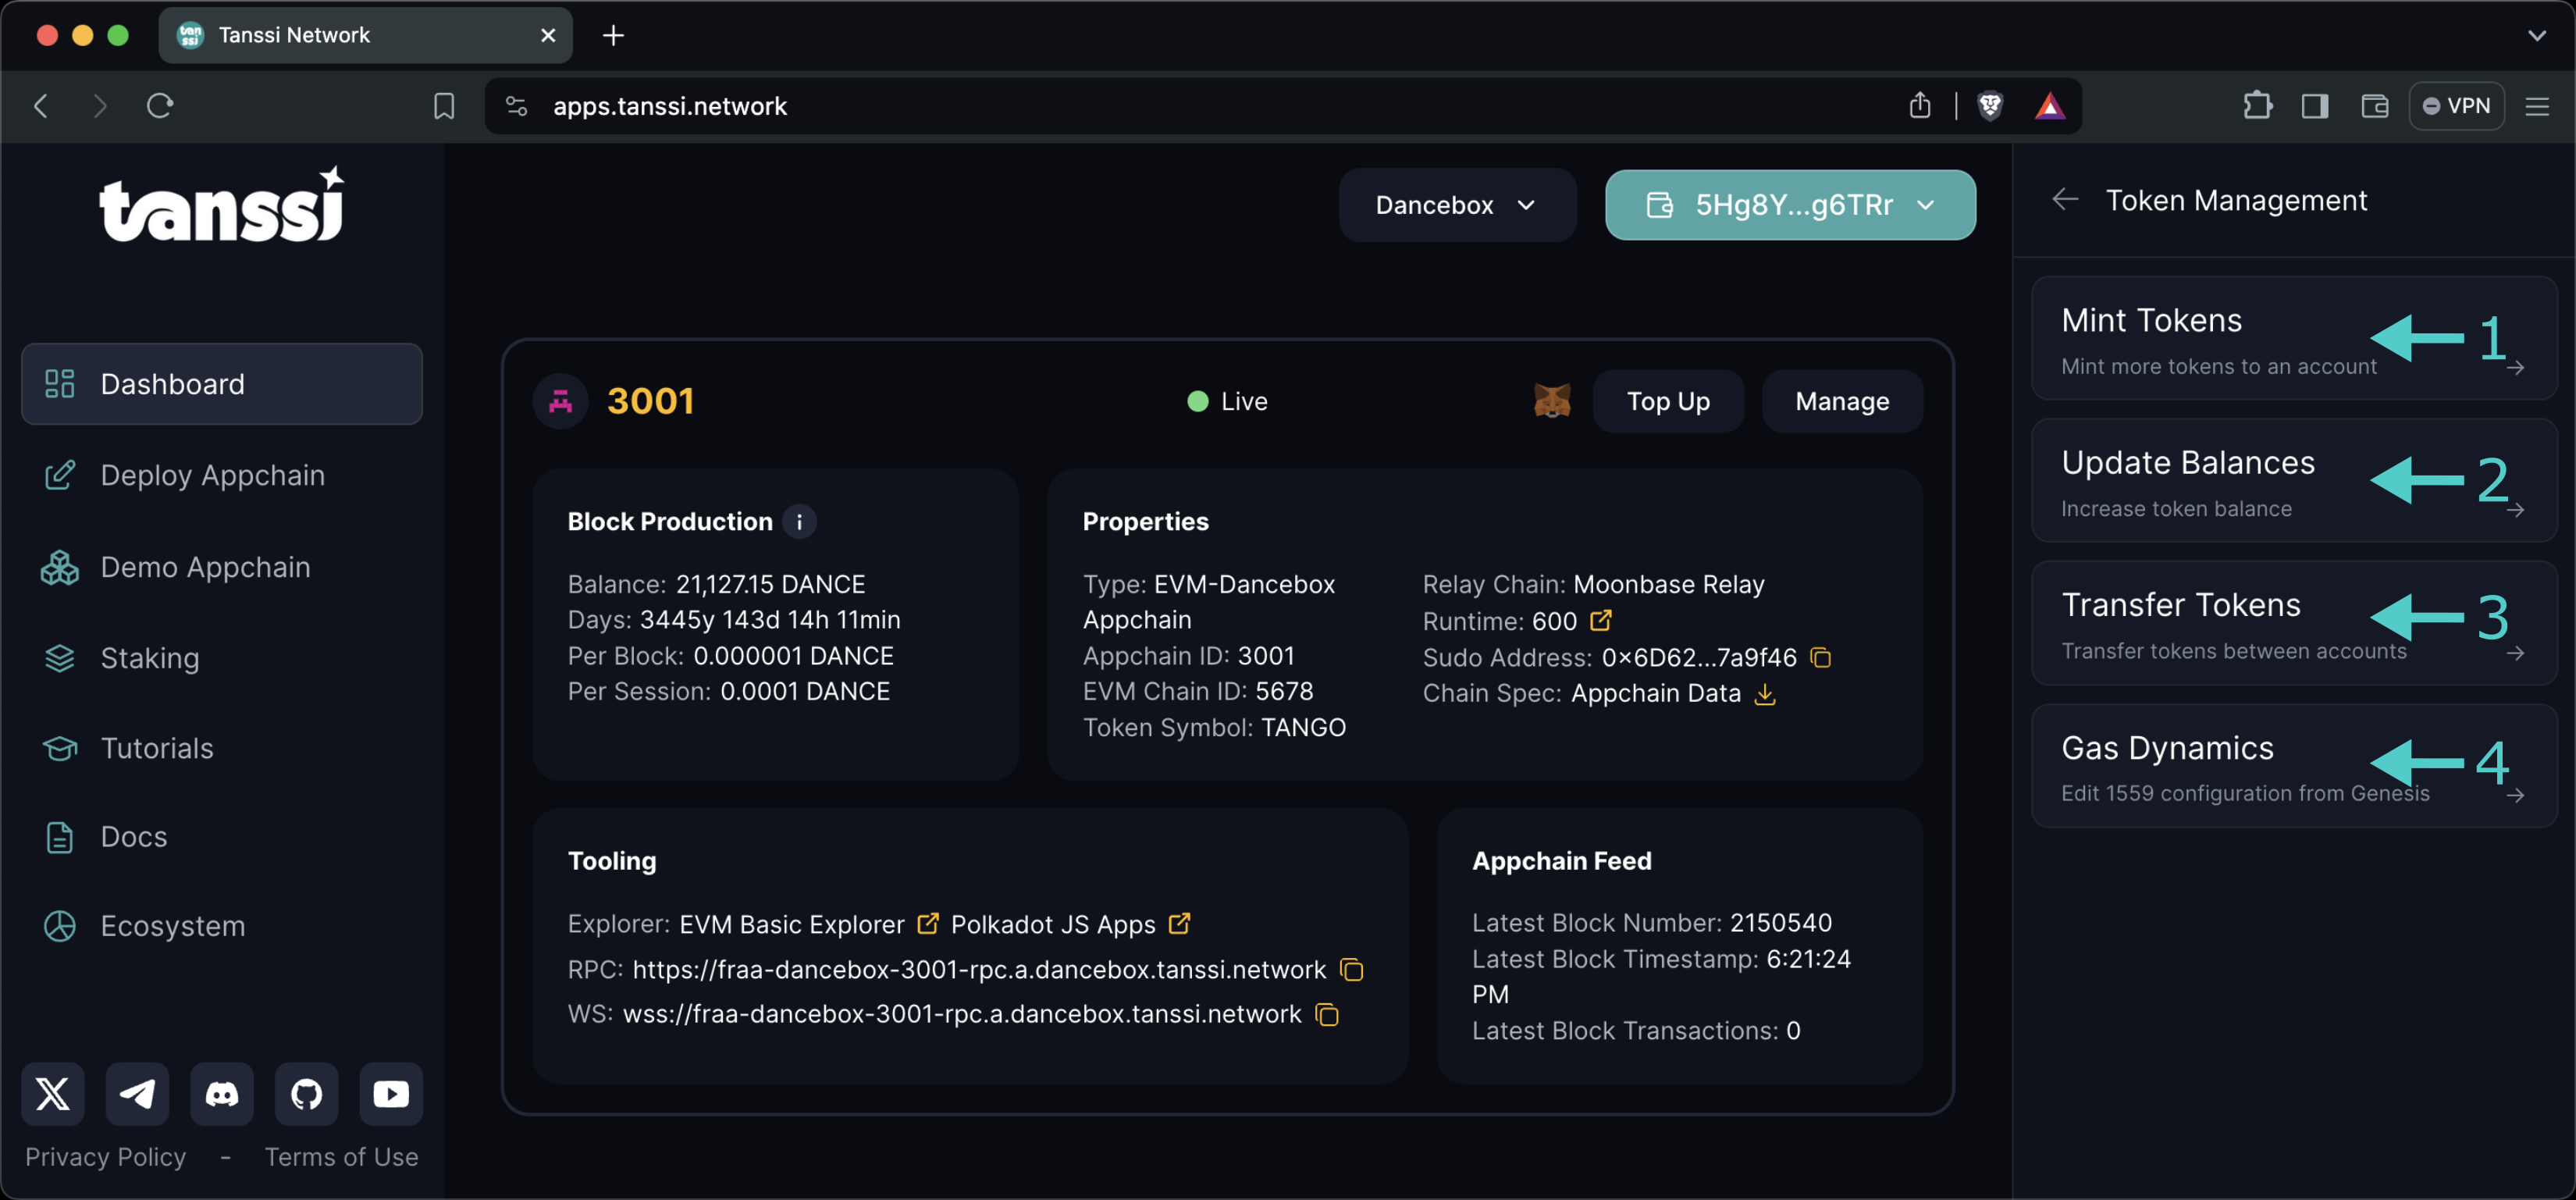 Tanssi Network
apps.tanssi.network
VPN
tanssi
Dashboard
Deploy Appchain
Demo Appchain
Staking
Tutorials
Docs
Ecosystem
Privacy Policy - Terms of Use
Dancebox
5Hg8Y...g6TRr
3001
Live
Top Up
Manage
Block Production i
Balance: 21,127.15 DANCE
Days: 3445y 143d 14h 11min
Per Block: 0.000001 DANCE
Per Session: 0.0001 DANCE
Properties
Type: EVM-Dancebox
Appchain
Appchain ID: 3001
EVM Chain ID: 5678
Token Symbol: TANGO
Relay Chain: Moonbase Relay
Runtime: 600
Sudo Address: 0x6D62...7a9f46
Chain Spec: Appchain Data
Tooling
Explorer: EVM Basic Explorer Polkadot JS Apps
RPC: https://fraa-dancebox-3001-rpc.a.dancebox.tanssi.network
WS: wss://fraa-dancebox-3001-rpc.a.dancebox.tanssi.network
Appchain Feed
Latest Block Number: 2150540
Latest Block Timestamp: 6:21:24
PM
Latest Block Transactions: 0
Token Management
Mint Tokens
1
Mint more tokens to an account
Update Balances
2
Increase token balance
Transfer Tokens
3
Transfer tokens between accounts
Gas Dynamics
4
Edit 1559 configuration from Genesis